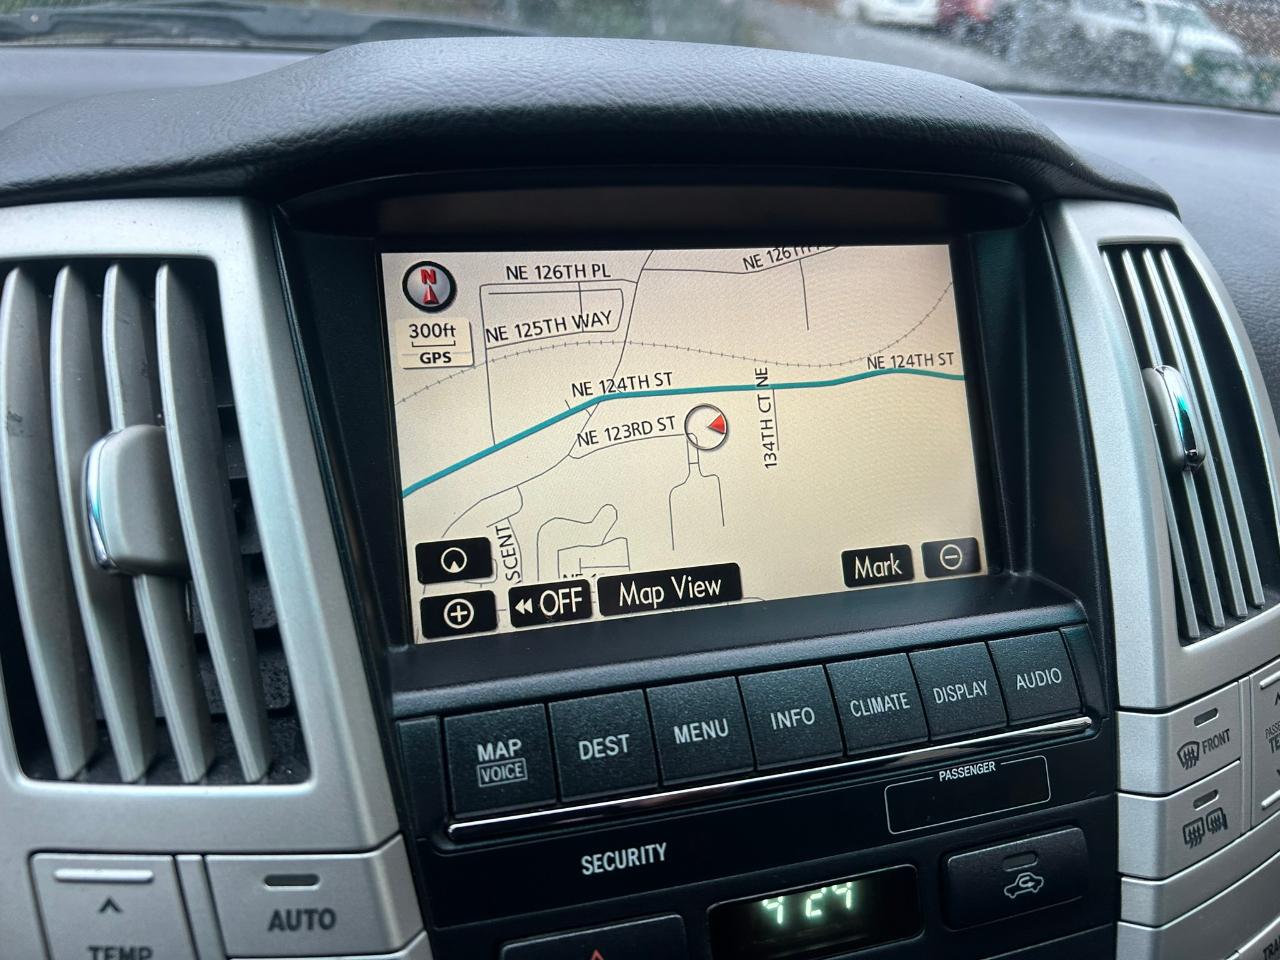 N
300ft
GPS
NE 126TH PL
NE 126TH
NE 125TH WAY
NE 124TH ST
NE 124TH ST
NE 123RD ST
134TH CT NE
SCENT
OFF
Map View
Mark
MAP
VOICE
DEST
MENU
INFO
CLIMATE
DISPLAY
AUDIO
PASSENGER
SECURITY
FRONT
AUTO
TEMP